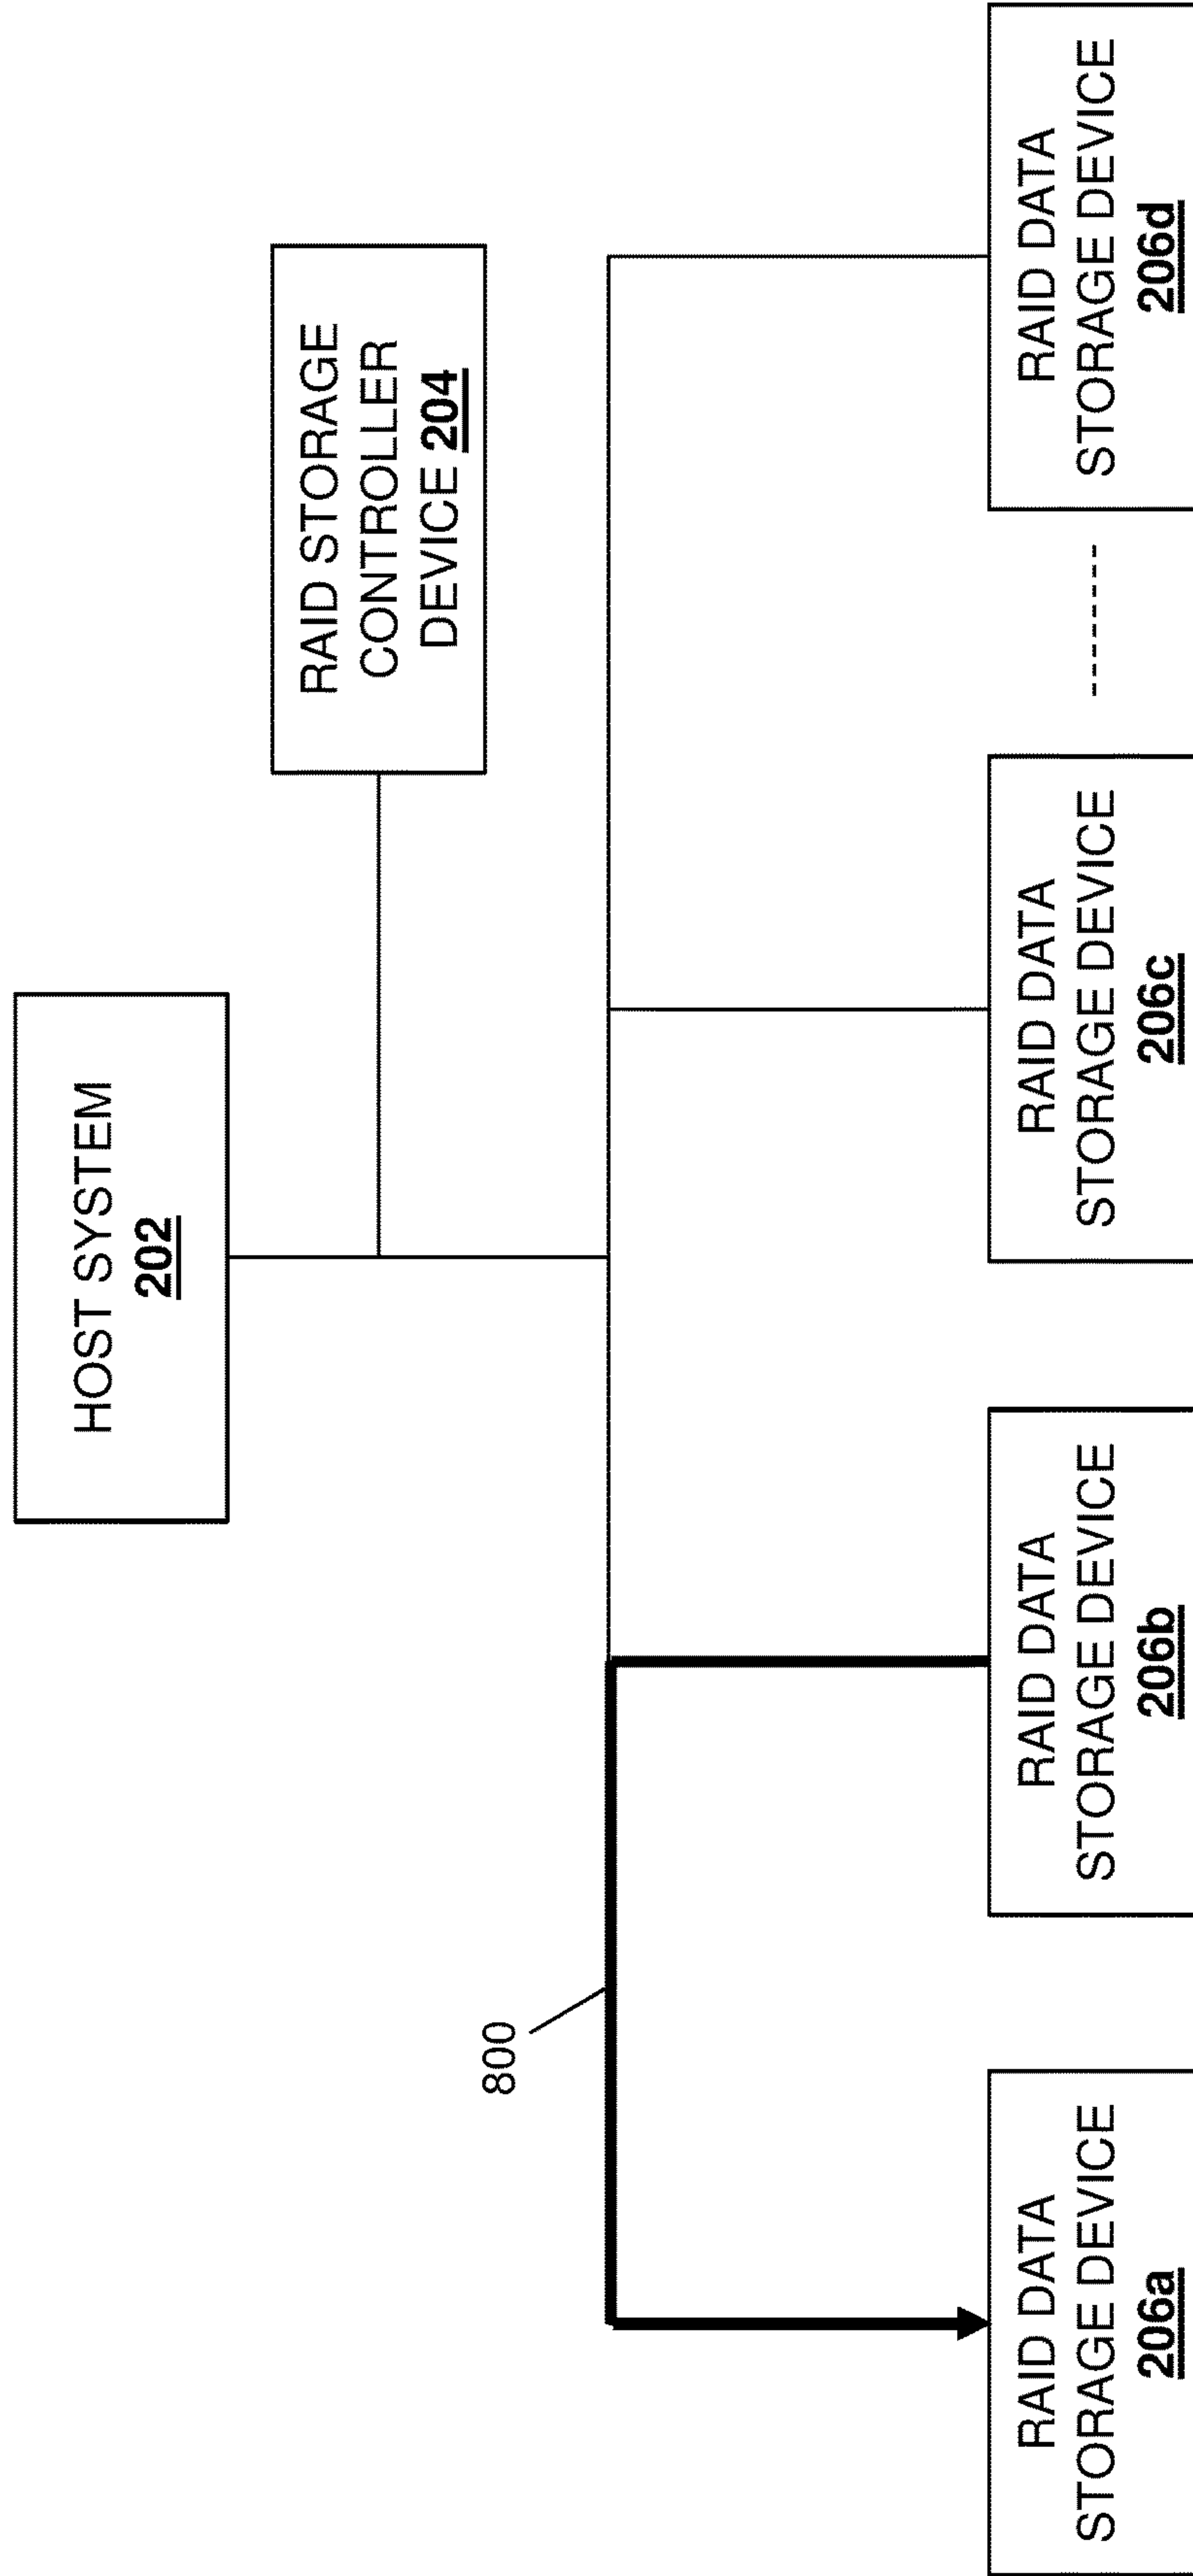 HOST SYSTEM
202
RAID STORAGE
CONTROLLER
DEVICE 204
800
RAID DATA
STORAGE DEVICE
206a
RAID DATA
STORAGE DEVICE
206b
RAID DATA
STORAGE DEVICE
206c
RAID DATA
STORAGE DEVICE
206d